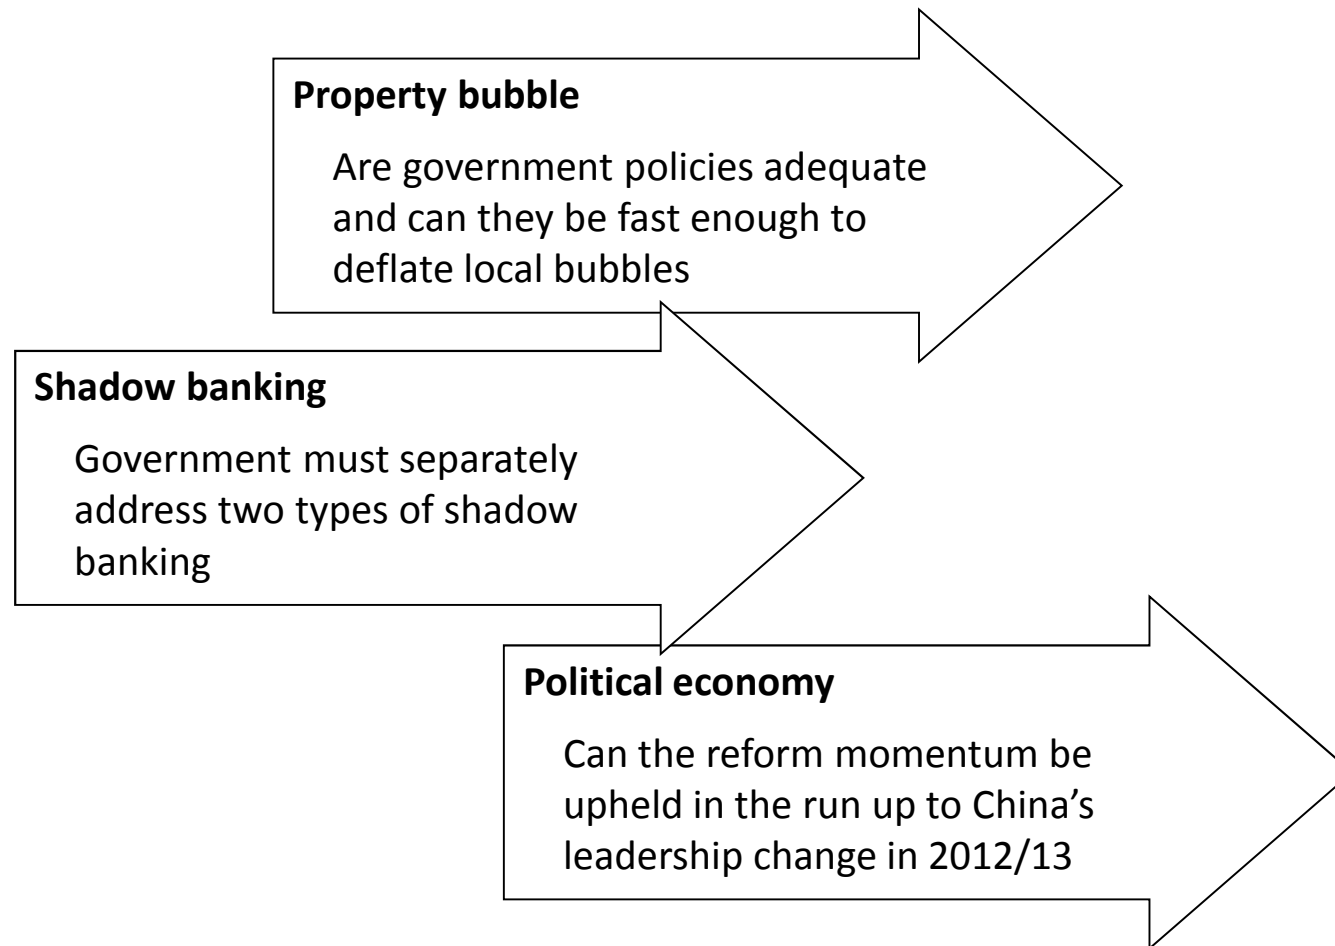 Property bubble
Are government policies adequate
and can they be fast enough to
deflate local bubbles
Shadow banking
Government must separately
address two types of shadow
banking
Political economy
Can the reform momentum be
upheld in the run up to China’s
leadership change in 2012/13